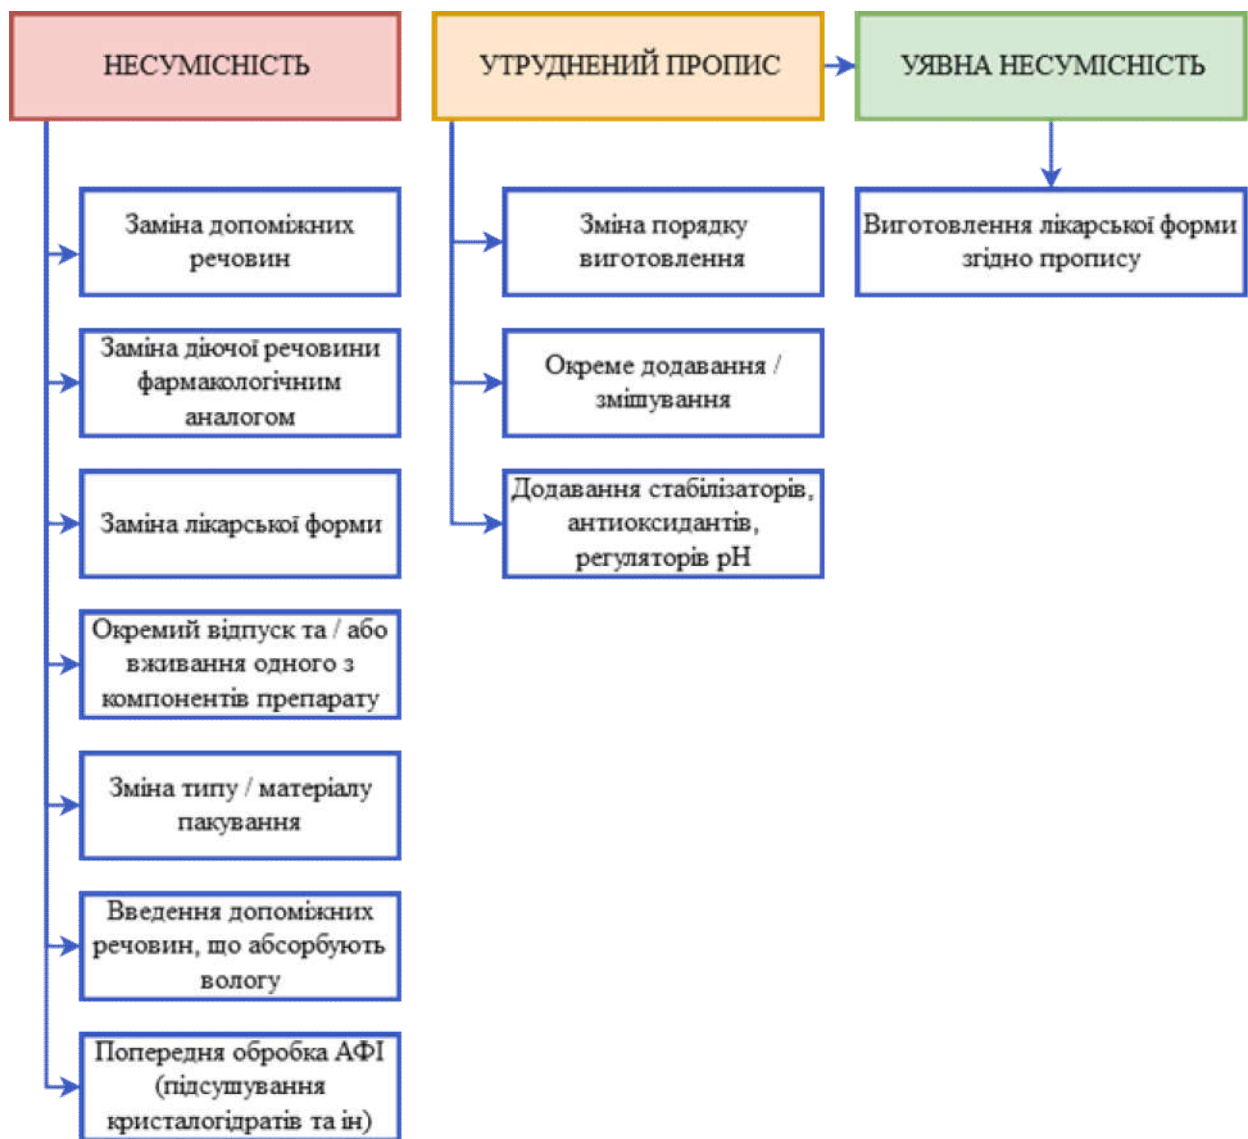 НЕСУМІСНІСТЬ
УТРУДНЕНИЙ ПРОПИС
УЯВНА НЕСУМІСНІСТЬ
Заміна допоміжних
речовин
Заміна діючої речовини
фармакологічним
аналогом
Заміна лікарської форми
Окремий відпуск та / або
вживання одного з
компонентів препарату
Зміна типу / матеріалу
пакування
Введення допоміжних
речовин, що абсорбують
вологу
Попередня обробка АФІ
(підсушування
кристалогідратів та ін)
Зміна порядку
виготовлення
Окреме додавання /
змішування
Додавання стабілізаторів,
антиоксидантів,
регуляторів pH
Виготовлення лікарської форми
згідно пропису